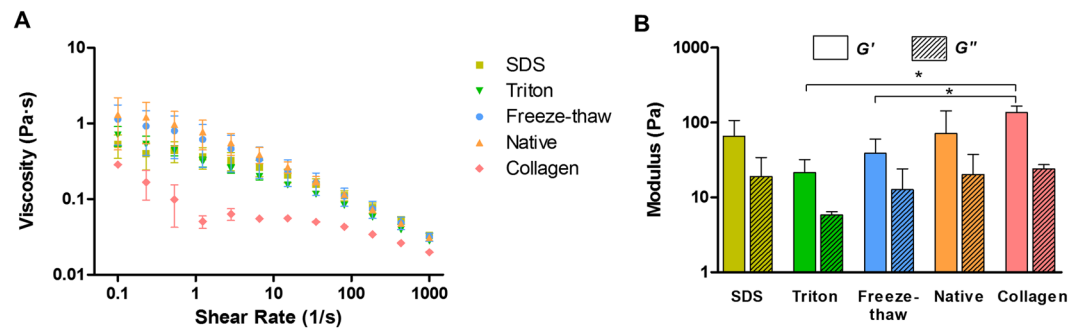 A
Viscosity (Pa·s)
10
1
0.1
0.01
0.1 1 10 100 1000
Shear Rate (1/s)
SDS
Triton
Freeze-thaw
Native
Collagen
B
G' G"
*
*
Modulus (Pa)
1000
100
10
1
SDS Triton Freeze- Native Collagen
thaw